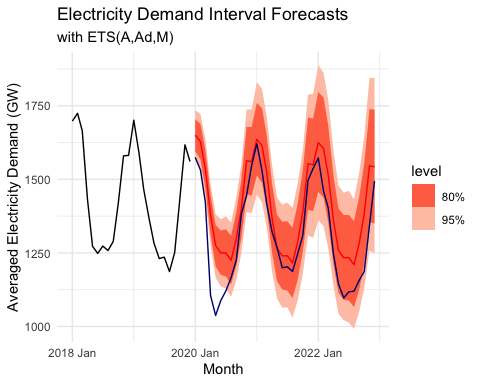 Electricity Demand Interval Forecasts
with ETS(A,Ad,M)
Averaged Electricity Demand (GW)
1750
1500
1250
1000
2018 Jan
2020 Jan
2022 Jan
Month
level
80%
95%